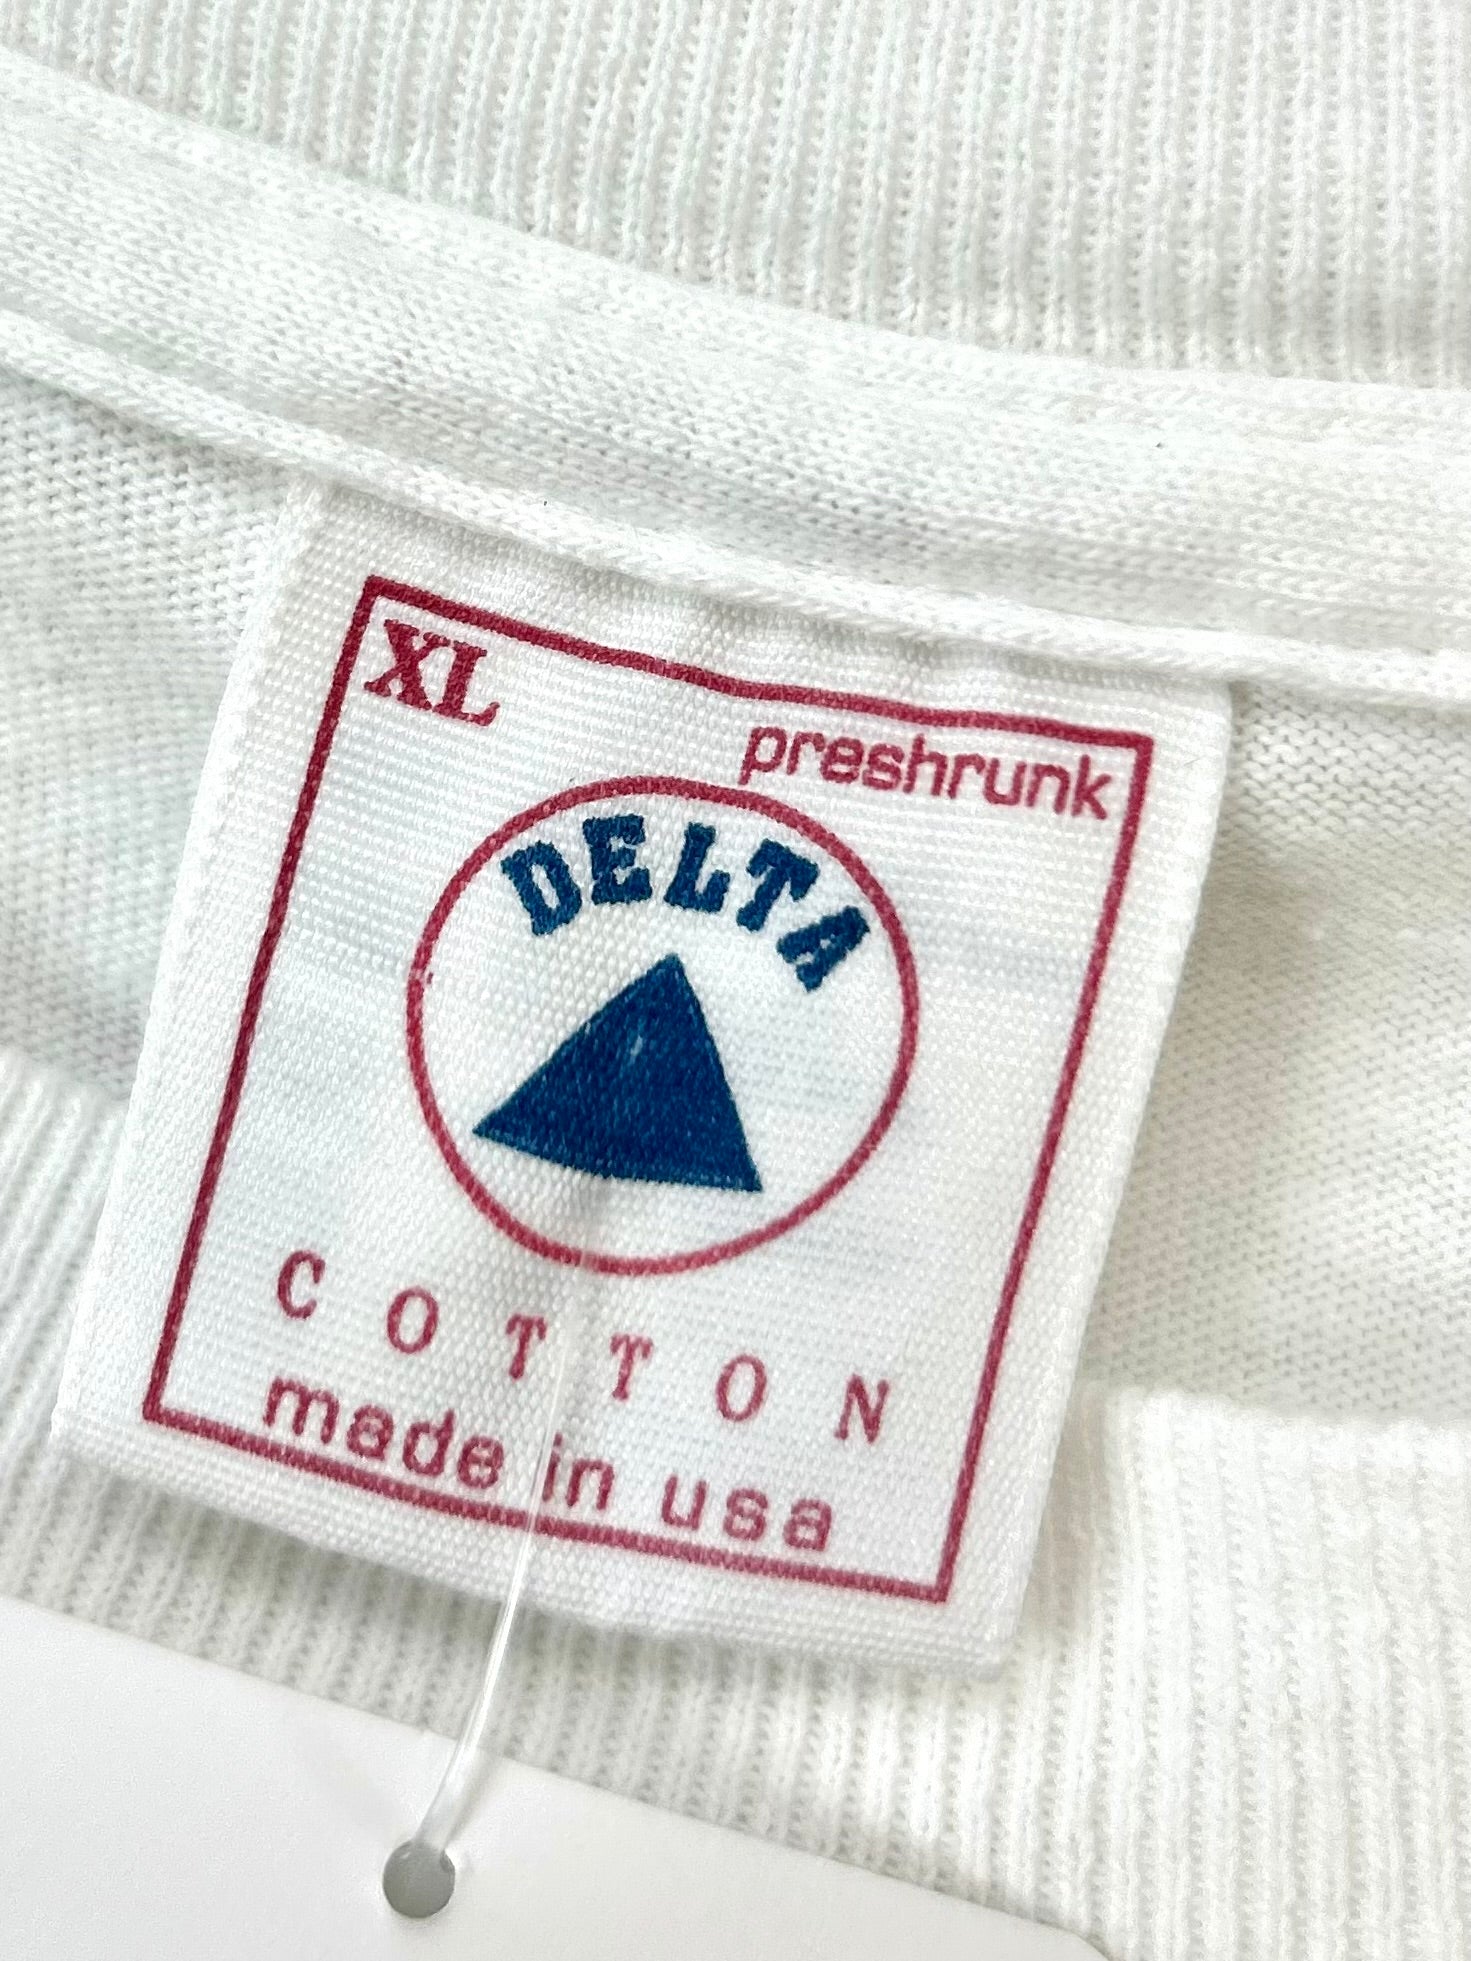 XL
preshrunk
DELTA
COTTON
made in usa